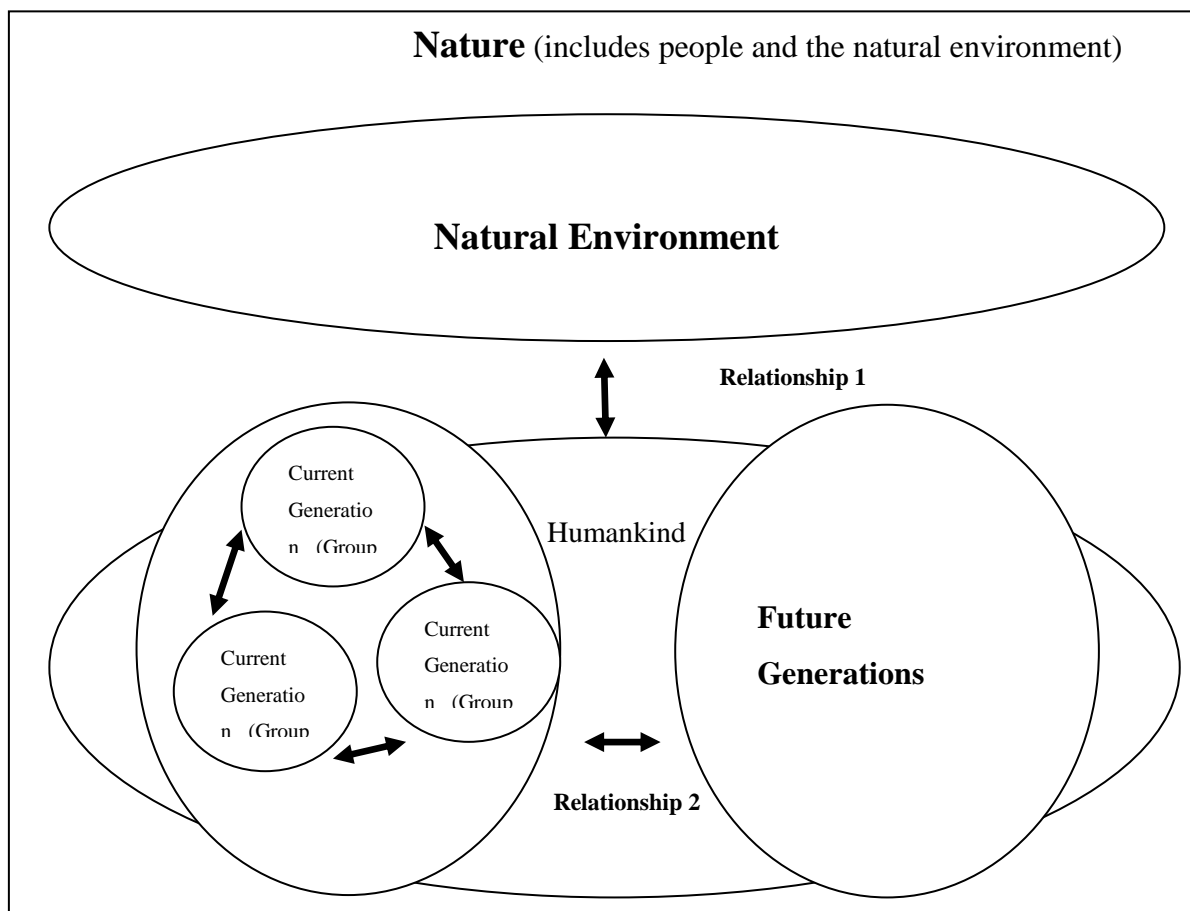 Nature (includes people and the natural environment)
Natural Environment
Relationship 1
Current
Generatio
n (Group
Humankind
Current
Generatio
n (Group
Current
Generatio
n (Group
Future
Generations
Relationship 2